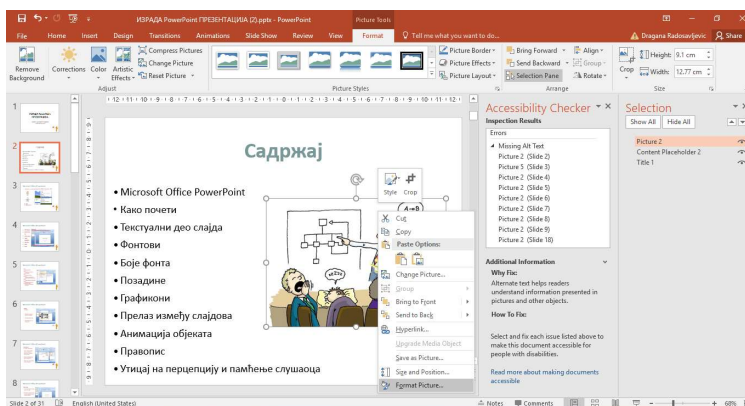 ИЗРАДА PowerPoint ПРЕЗЕНТАЦИЈА (2).pptx - PowerPoint
Picture Tools
File Home Insert Design Transitions Animations Slide Show Review View Format Tell me what you want to do...
Dragana Radosavljevic Share
Remove Background
Corrections
Color
Artistic Effects
Compress Pictures
Change Picture
Reset Picture
Adjust
Picture Styles
Picture Border
Picture Effects
Picture Layout
Bring Forward
Send Backward
Selection Pane
Align
Group
Rotate
Arrange
Crop
Height: 9.1 cm
Width: 12.77 cm
Size
1
2
3
4
5
6
7
8
Садржај
• Microsoft Office PowerPoint
• Како почети
• Текстуални део слајда
• Фонтови
• Боје фонта
• Позадине
• Графикони
• Прелаз између слајдова
• Анимација објеката
• Правопис
• Утицај на перцепцију и памћење слушаоца
Style Crop
Cut
Copy
Paste Options:
Change Picture...
Group
Bring to Front
Send to Back
Hyperlink...
Upgrade Media Object
Save as Picture...
Size and Position...
Format Picture...
Accessibility Checker
Inspection Results
Errors
Missing Alt Text
Picture 2 (Slide 2)
Picture 5 (Slide 3)
Picture 2 (Slide 4)
Picture 2 (Slide 5)
Picture 2 (Slide 6)
Picture 2 (Slide 7)
Picture 2 (Slide 8)
Picture 2 (Slide 9)
Picture 2 (Slide 18)
Additional Information
Why Fix:
Alternate text helps readers
understand information presented in
pictures and other objects.
How To Fix:
Select and fix each issue listed above to
make this document accessible for
people with disabilities.
Read more about making documents
accessible
Selection
Show All Hide All
Picture 2
Content Placeholder 2
Title 1
Slide 2 of 31 English (United States)
Notes Comments 68%